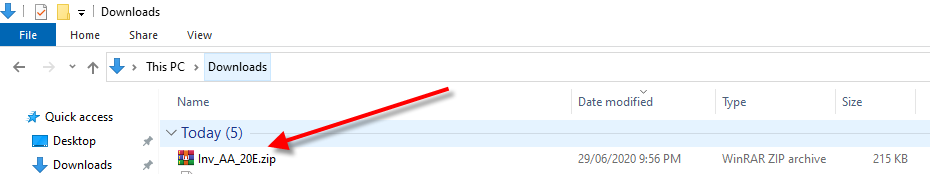 Downloads
File Home Share View
This PC Downloads
Quick access
Desktop
Downloads
Name Date modified Type Size
Today (5)
Inv_AA_20E.zip 29/06/2020 9:56 PM WinRAR ZIP archive 215 KB